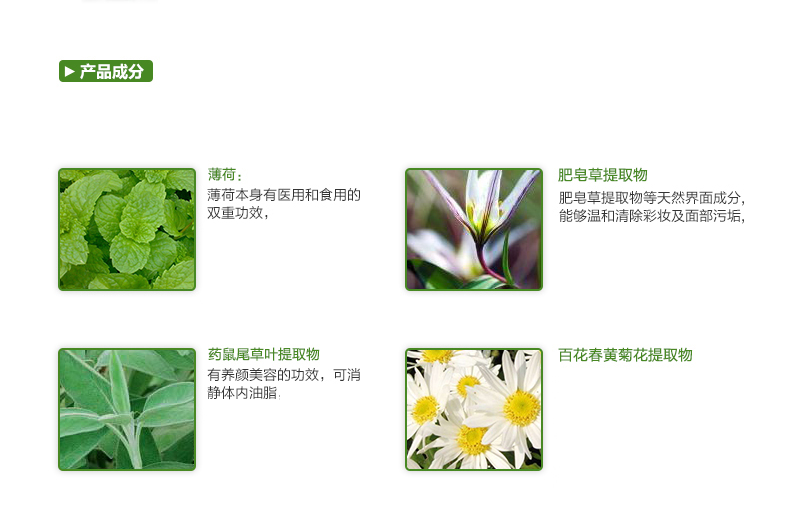 产品成分
薄荷：
薄荷本身有医用和食用的
双重功效，
肥皂草提取物
肥皂草提取物等天然界面成分，
能够温和清除彩妆及面部污垢，
药鼠尾草叶提取物
有养颜美容的功效，可消
静体内油脂.
百花春黄菊花提取物